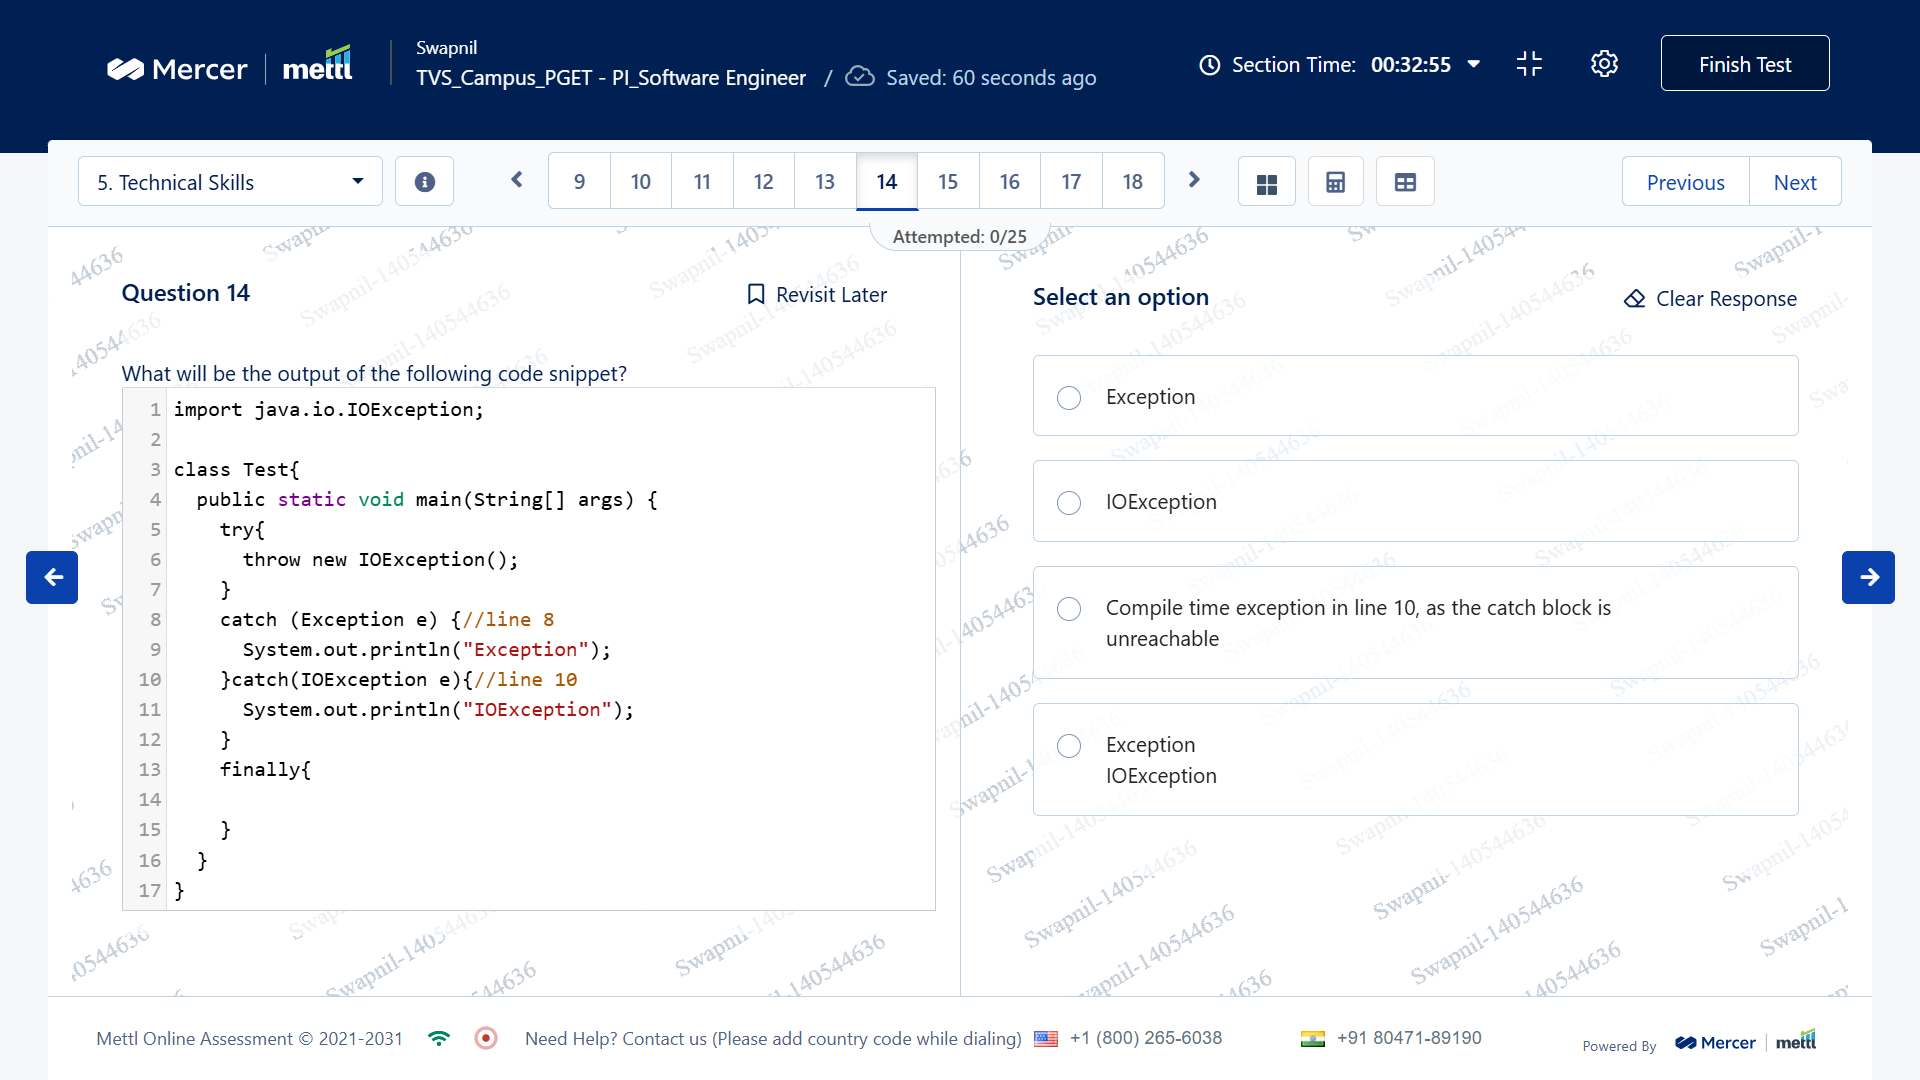 Mercer
mettl
Swapnil
TVS_Campus_PGET - PI_Software Engineer / Saved: 60 seconds ago
Section Time: 00:32:55
Finish Test
5. Technical Skills
9 10 11 12 13 14 15 16 17 18
Previous
Next
Attempted: 0/25
Question 14
Revisit Later
What will be the output of the following code snippet?
1 import java.io.IOException;
2
3 class Test{
4   public static void main(String[] args) {
5     try{
6       throw new IOException();
7     }
8     catch (Exception e) {//line 8
9       System.out.println("Exception");
10     }catch(IOException e){//line 10
11       System.out.println("IOException");
12     }
13     finally{
14
15     }
16   }
17 }
Select an option
Clear Response
Exception
IOException
Compile time exception in line 10, as the catch block is
unreachable
Exception
IOException
Swapnil-140544636
Mettl Online Assessment © 2021-2031
Need Help? Contact us (Please add country code while dialing)
+1 (800) 265-6038
+91 80471-89190
Powered By
Mercer
mettl